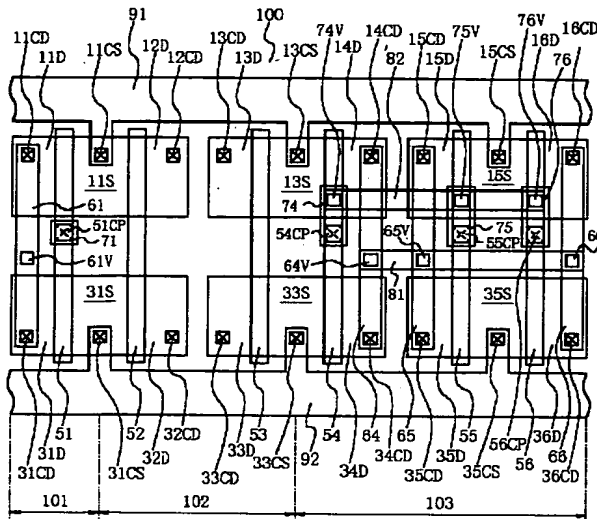 91 100 74V 14CD 75V 76V
11CD 11CS 12D 13CD 13CS 14D 82 15CD 15CS 16D 16CD
11D 12CD 13D 15D 76
11S 13S 15S
61 74
51CP 54CP 65V 75
71 55CP
61V 64V
81
31S 33S 35S
51 52 32CD 53 54 64 65 55 36D
31D 32D 33D 33CS 92 34CD 35D 56CP 66
31CD 31CS 33CD 34D 35CD 35CS 56 36CD
101 102 103